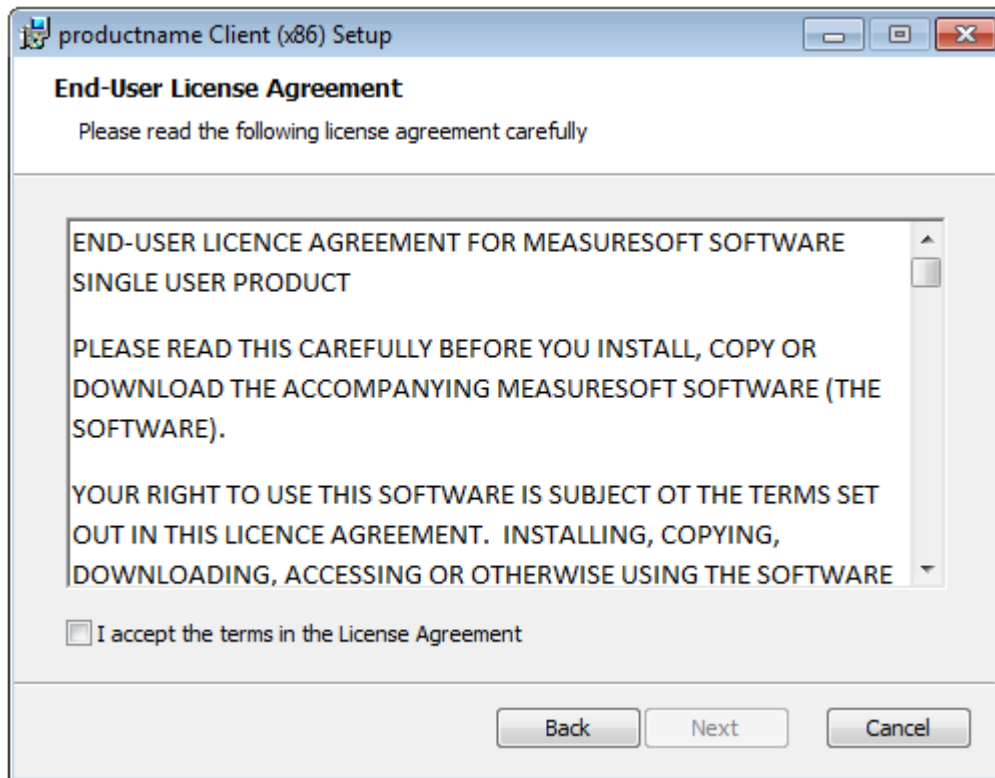 productname Client (x86) Setup
End-User License Agreement
Please read the following license agreement carefully
END-USER LICENCE AGREEMENT FOR MEASURESOFT SOFTWARE
SINGLE USER PRODUCT
PLEASE READ THIS CAREFULLY BEFORE YOU INSTALL, COPY OR
DOWNLOAD THE ACCOMPANYING MEASURESOFT SOFTWARE (THE
SOFTWARE).
YOUR RIGHT TO USE THIS SOFTWARE IS SUBJECT OT THE TERMS SET
OUT IN THIS LICENCE AGREEMENT.  INSTALLING, COPYING,
DOWNLOADING, ACCESSING OR OTHERWISE USING THE SOFTWARE
I accept the terms in the License Agreement
Back Next Cancel